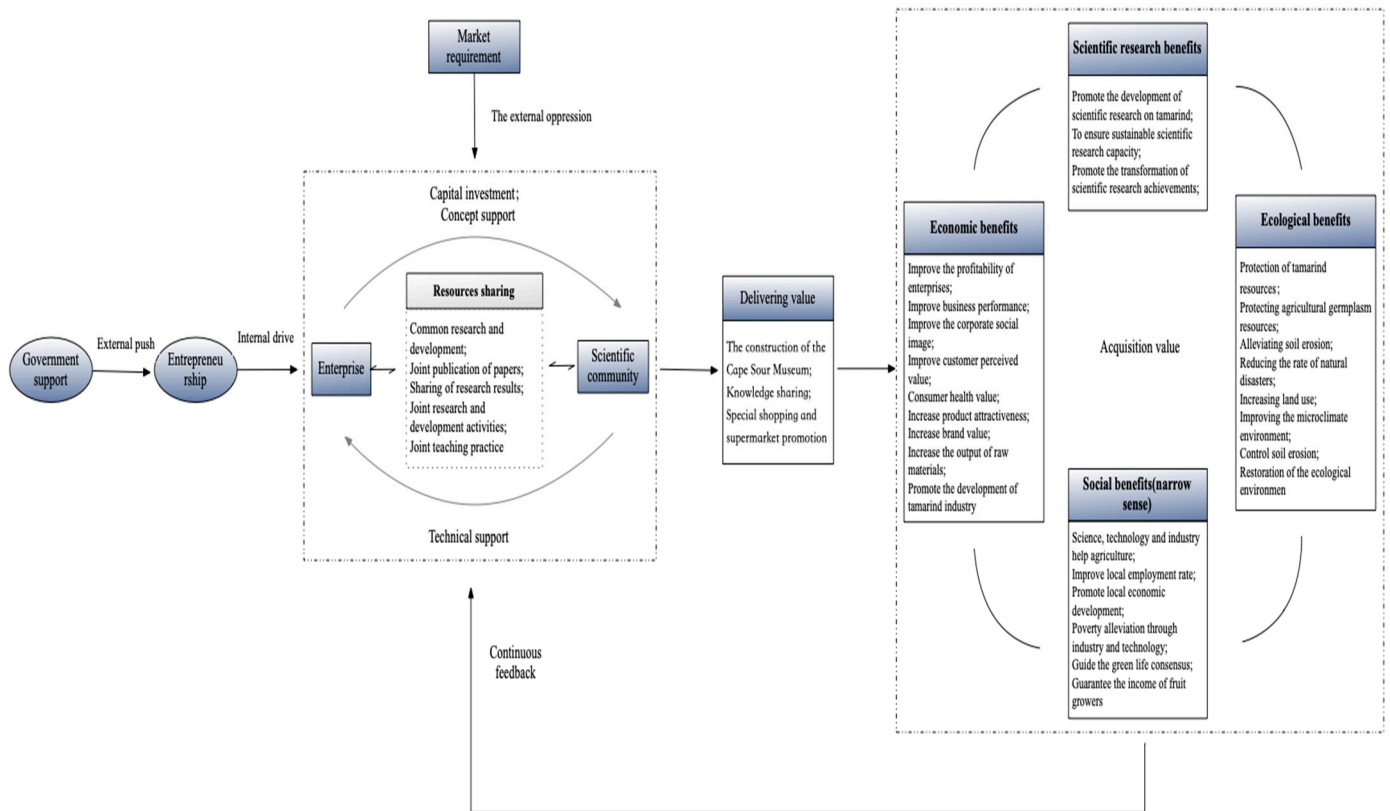 Market
requirement
The external oppression
Government
support
External push
Entrepreneu
rship
Internal drive
Capital investment;
Concept support
Enterprise
Resources sharing
Common research and
development;
Joint publication of papers;
Sharing of research results;
Joint research and
development activities;
Joint teaching practice
Scientific
community
Technical support
Delivering value
The construction of the
Cape Sour Museum;
Knowledge sharing;
Special shopping and
supermarket promotion
Scientific research benefits
Promote the development of
scientific research on tamarind;
To ensure sustainable scientific
research capacity;
Promote the transformation of
scientific research achievements;
Economic benefits
Improve the profitability of
enterprises;
Improve business performance;
Improve the corporate social
image;
Improve customer perceived
value;
Consumer health value;
Increase product attractiveness;
Increase brand value;
Increase the output of raw
materials;
Promote the development of
tamarind industry
Acquisition value
Ecological benefits
Protection of tamarind
resources;
Protecting agricultural germplasm
resources;
Alleviating soil erosion;
Reducing the rate of natural
disasters;
Increasing land use;
Improving the microclimate
environment;
Control soil erosion;
Restoration of the ecological
environmen
Social benefits(narrow
sense)
Science, technology and industry
help agriculture;
Improve local employment rate;
Promote local economic
development;
Poverty alleviation through
industry and technology;
Guide the green life consensus;
Guarantee the income of fruit
growers
Continuous
feedback